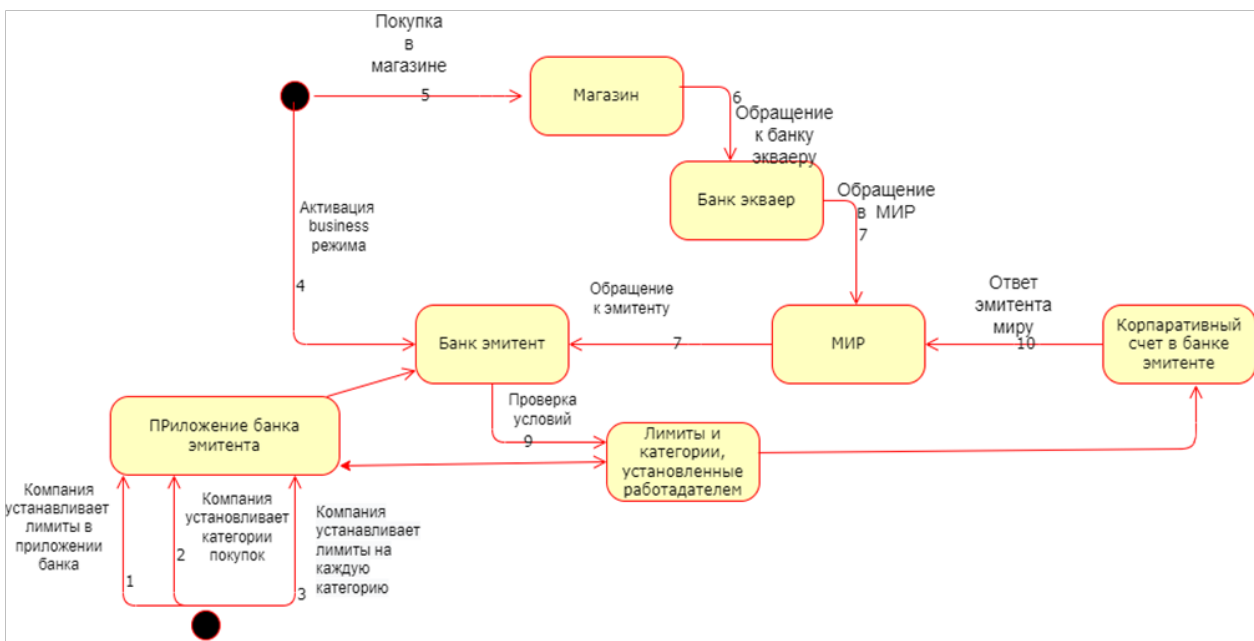 Покупка
в
магазине
5
Магазин
6
Обращение
к банку
экваеру
Банк экваер
Обращение
в МИР
7
Активация
business
режима
4
Обращение
к эмитенту
7
Банк эмитент
МИР
Ответ
эмитента
миру
10
Корпаративный
счет в банке
эмитенте
Проверка
условий
9
ПРиложение банка
эмитента
Лимиты и
категории,
установленные
работадателем
Компания
устанавливает
лимиты в
приложении
банка
1
Компания
установливает
категории
покупок
2
Компания
устанавливает
лимиты на
каждую
категорию
3